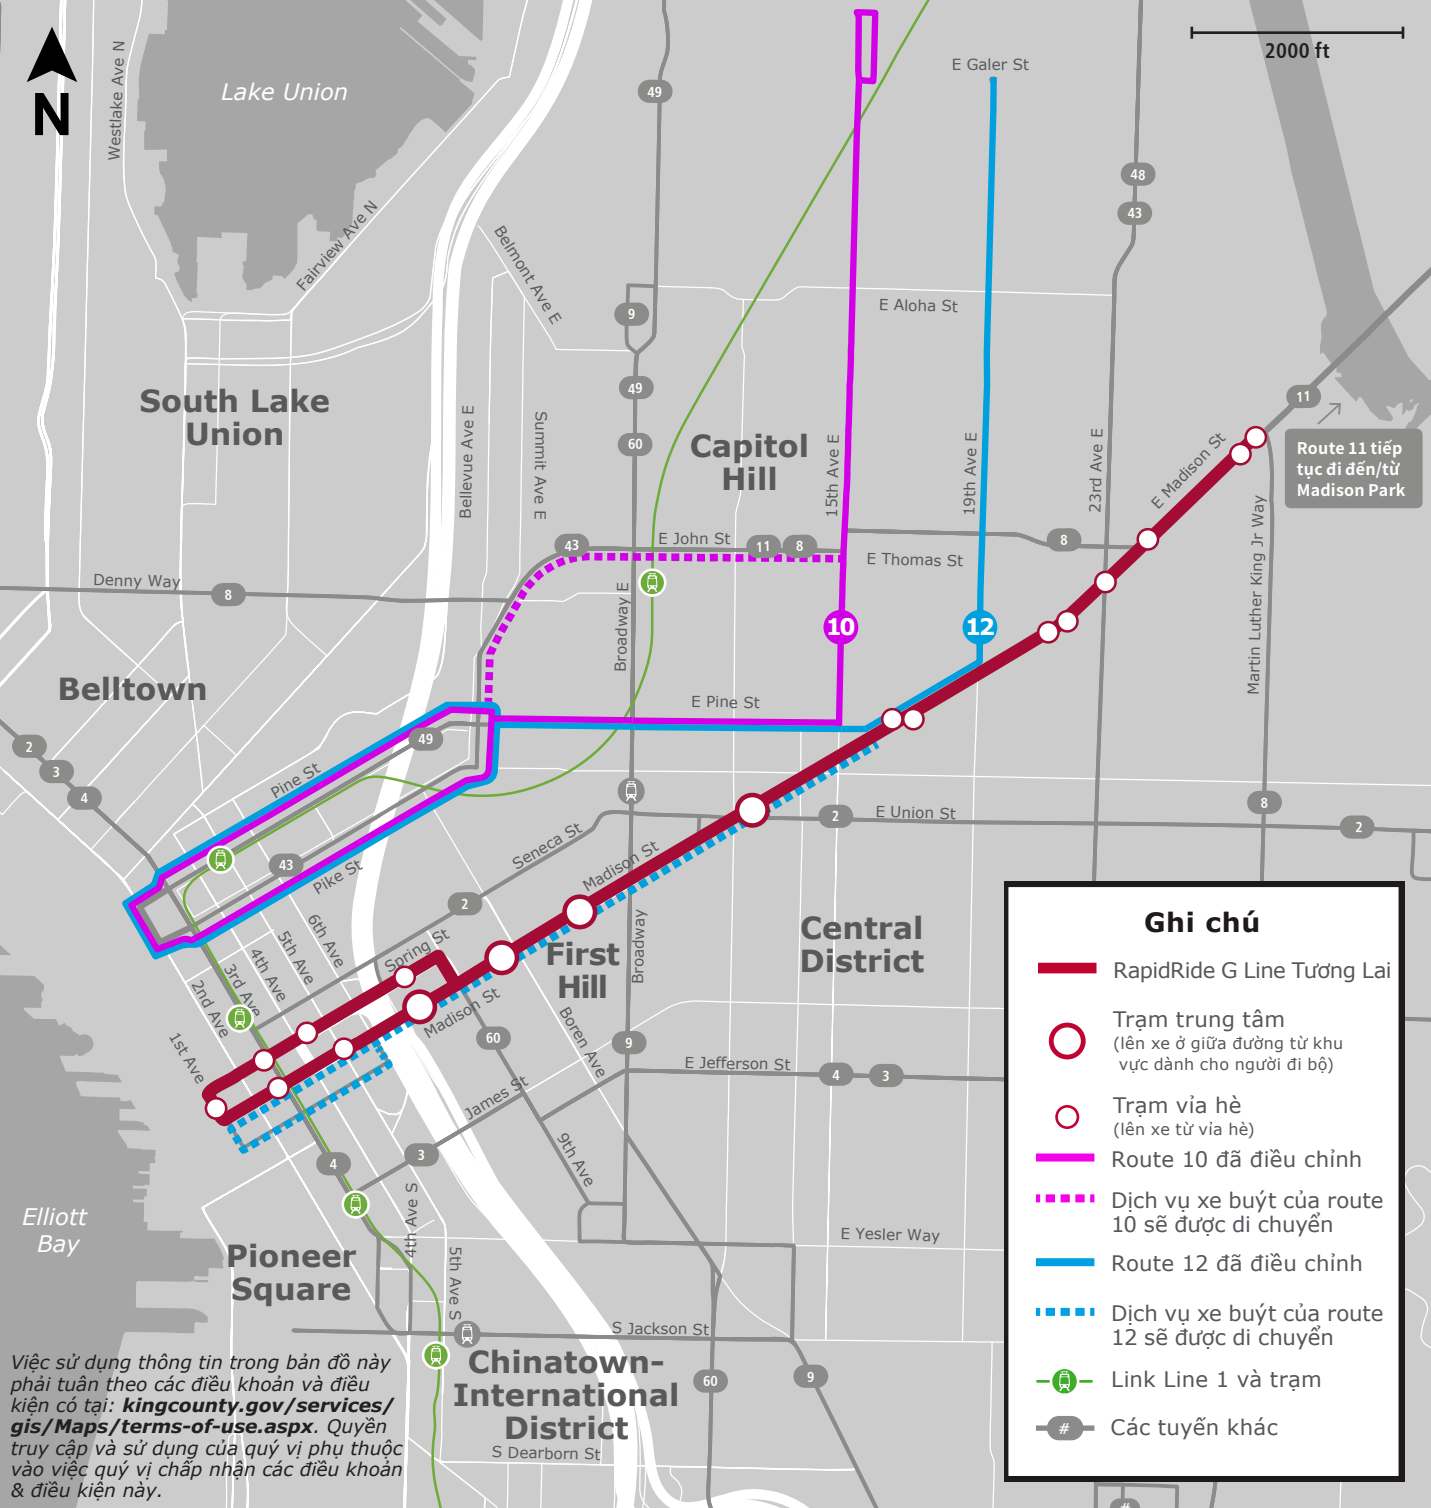 N
2000 ft
Lake Union
Westlake Ave N
Fairview Ave N
Belmont Ave E
E Galer St
49
48
43
9
E Aloha St
49
60
South Lake
Union
Bellevue Ave E
Summit Ave E
Capitol
Hill
15th Ave E
19th Ave E
23rd Ave E
E Madison St
11
Route 11 tiếp
tục đi đến/từ
Madison Park
Martin Luther King Jr Way
43
E John St
11
8
E Thomas St
8
Denny Way
8
Broadway E
10
12
Belltown
E Pine St
2
3
4
49
Pine St
43
Pike St
Seneca St
2
E Union St
8
2
Madison St
2
6th Ave
5th Ave
4th Ave
3rd Ave
2nd Ave
1st Ave
Spring St
Madison St
First
Hill
Broadway
Central
District
Boren Ave
60
9
E Jefferson St
4
3
James St
9th Ave
4
3
Elliott
Bay
4th Ave S
5th Ave S
E Yesler Way
Pioneer
Square
S Jackson St
Chinatown-
International
District
60
9
S Dearborn St
Việc sử dụng thông tin trong bản đồ này
phải tuân theo các điều khoản và điều
kiện có tại: kingcounty.gov/services/
gis/Maps/terms-of-use.aspx. Quyền
truy cập và sử dụng của quý vị phụ thuộc
vào việc quý vị chấp nhận các điều khoản
& điều kiện này.
Ghi chú
RapidRide G Line Tương Lai
Trạm trung tâm
(lên xe ở giữa đường từ khu
vực dành cho người đi bộ)
Trạm vỉa hè
(lên xe từ vỉa hè)
Route 10 đã điều chỉnh
Dịch vụ xe buýt của route
10 sẽ được di chuyển
Route 12 đã điều chỉnh
Dịch vụ xe buýt của route
12 sẽ được di chuyển
Link Line 1 và trạm
# Các tuyến khác
#